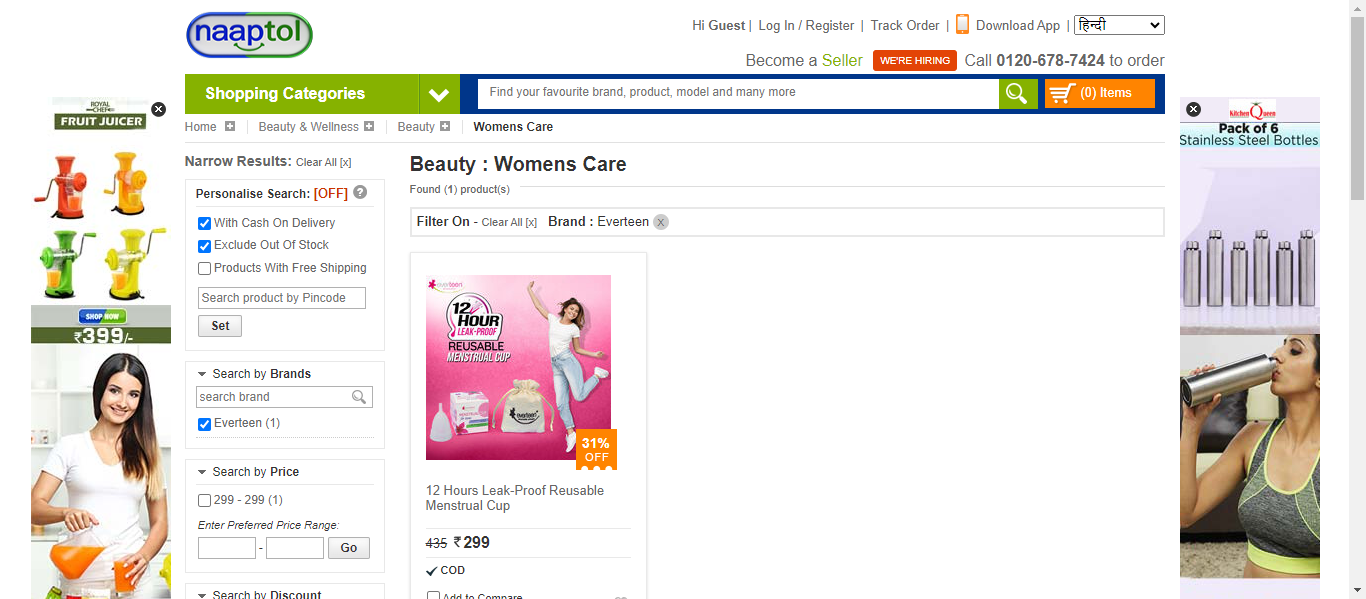 naaptol
Hi Guest | Log In / Register | Track Order | Download App | हिन्दी
Become a Seller WE'RE HIRING Call 0120-678-7424 to order
Shopping Categories
Find your favourite brand, product, model and many more
(0) Items
Home Beauty & Wellness Beauty Womens Care
Narrow Results: Clear All [x]
Personalise Search: [OFF] ?
With Cash On Delivery
Exclude Out Of Stock
Products With Free Shipping
Search product by Pincode
Set
Search by Brands
search brand
Everteen (1)
Search by Price
299 - 299 (1)
Enter Preferred Price Range:
- Go
Search by Discount
Beauty : Womens Care
Found (1) product(s)
Filter On - Clear All [x] Brand : Everteen x
everteen
12
HOUR
LEAK-PROOF
REUSABLE
MENSTRUAL CUP
everteen
31%
OFF
12 Hours Leak-Proof Reusable
Menstrual Cup
435 ₹299
COD
Add to Compare
ROYAL
CHEF
FRUIT JUICER
SHOP NOW
₹399/-
Kitchen Queen
Pack of 6
Stainless Steel Bottles